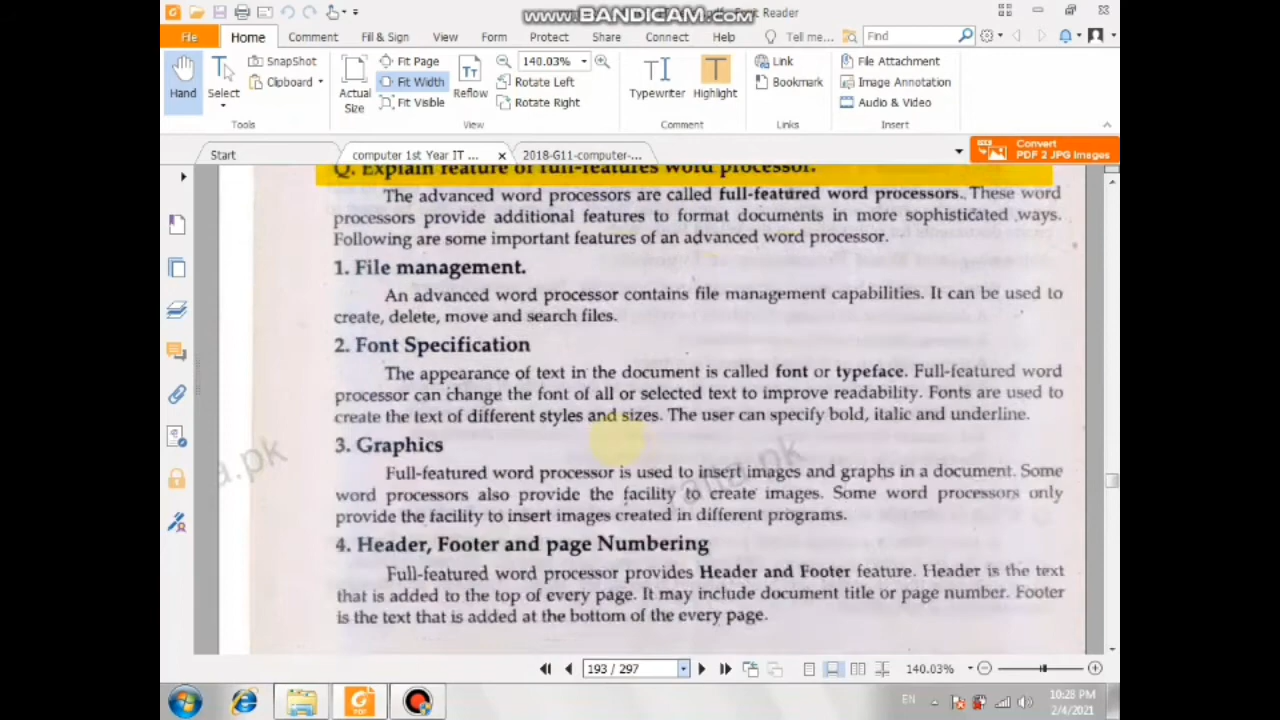 www.BANDICAM.com
Reader
File Home Comment Fill & Sign View Form Protect Share Connect Help Tell me... Find
Hand
Select
SnapShot
Clipboard
Tools
Actual Size
Fit Page
Fit Width
Fit Visible
Reflow
140.03%
Rotate Left
Rotate Right
View
Typewriter
Highlight
Comment
Link
Bookmark
Links
File Attachment
Image Annotation
Audio & Video
Insert
Start
computer 1st Year IT ...
2018-G11-computer-...
Convert
PDF 2 JPG Images
Q. Explain feature of full-features word processor.
The advanced word processors are called full-featured word processors. These word
processors provide additional features to format documents in more sophisticated ways.
Following are some important features of an advanced word processor.
1. File management.
An advanced word processor contains file management capabilities. It can be used to
create, delete, move and search files.
2. Font Specification
The appearance of text in the document is called font or typeface. Full-featured word
processor can change the font of all or selected text to improve readability. Fonts are used to
create the text of different styles and sizes. The user can specify bold, italic and underline.
3. Graphics
Full-featured word processor is used to insert images and graphs in a document. Some
word processors also provide the facility to create images. Some word processors only
provide the facility to insert images created in different programs.
4. Header, Footer and page Numbering
Full-featured word processor provides Header and Footer feature. Header is the text
that is added to the top of every page. It may include document title or page number. Footer
is the text that is added at the bottom of the every page.
193 / 297
140.03%
EN
10:28 PM
2/4/2021